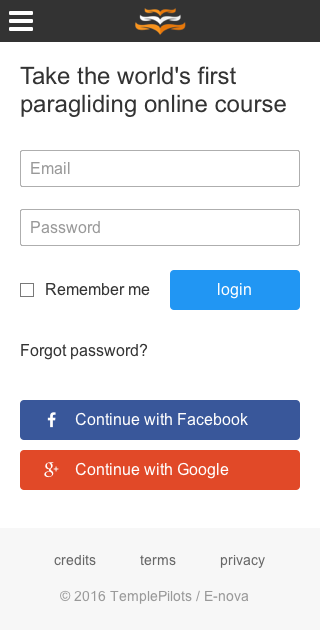 Take the world's first
paragliding online course
Email
Password
Remember me
login
Forgot password?
Continue with Facebook
Continue with Google
credits
terms
privacy
© 2016 TemplePilots / E-nova